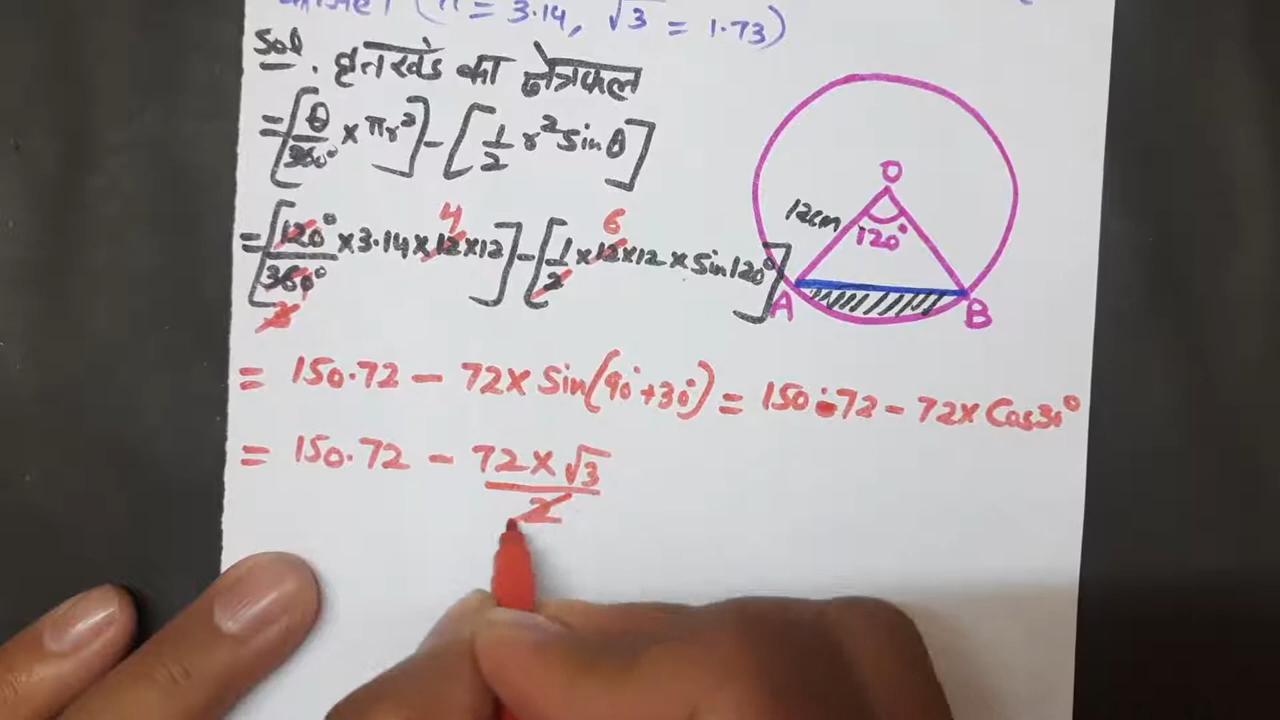 (π = 3.14, √3 = 1.73)
Sol. वृतखंड का क्षेत्रफल
= [θ/360° × πr²] - [1/2 r² Sin θ]
= [120°/360° × 3.14 × 12 × 12] - [1/2 × 12 × 12 × Sin 120°]
4
6
3
= 150.72 - 72 × Sin(90° + 30°) = 150.72 - 72 × Cos 30°
= 150.72 - 72 × √3 / 2
O
12cm
120°
A
B